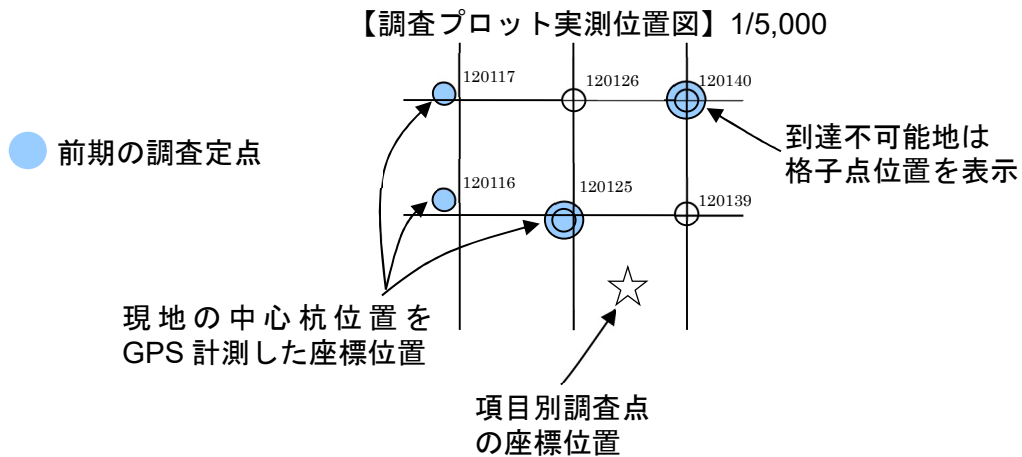 【調査プロット実測位置図】1/5,000
120117
120126
120140
前期の調査定点
到達不可能地は
格子点位置を表示
120116
120125
120139
現地の中心杭位置を
GPS 計測した座標位置
項目別調査点
の座標位置